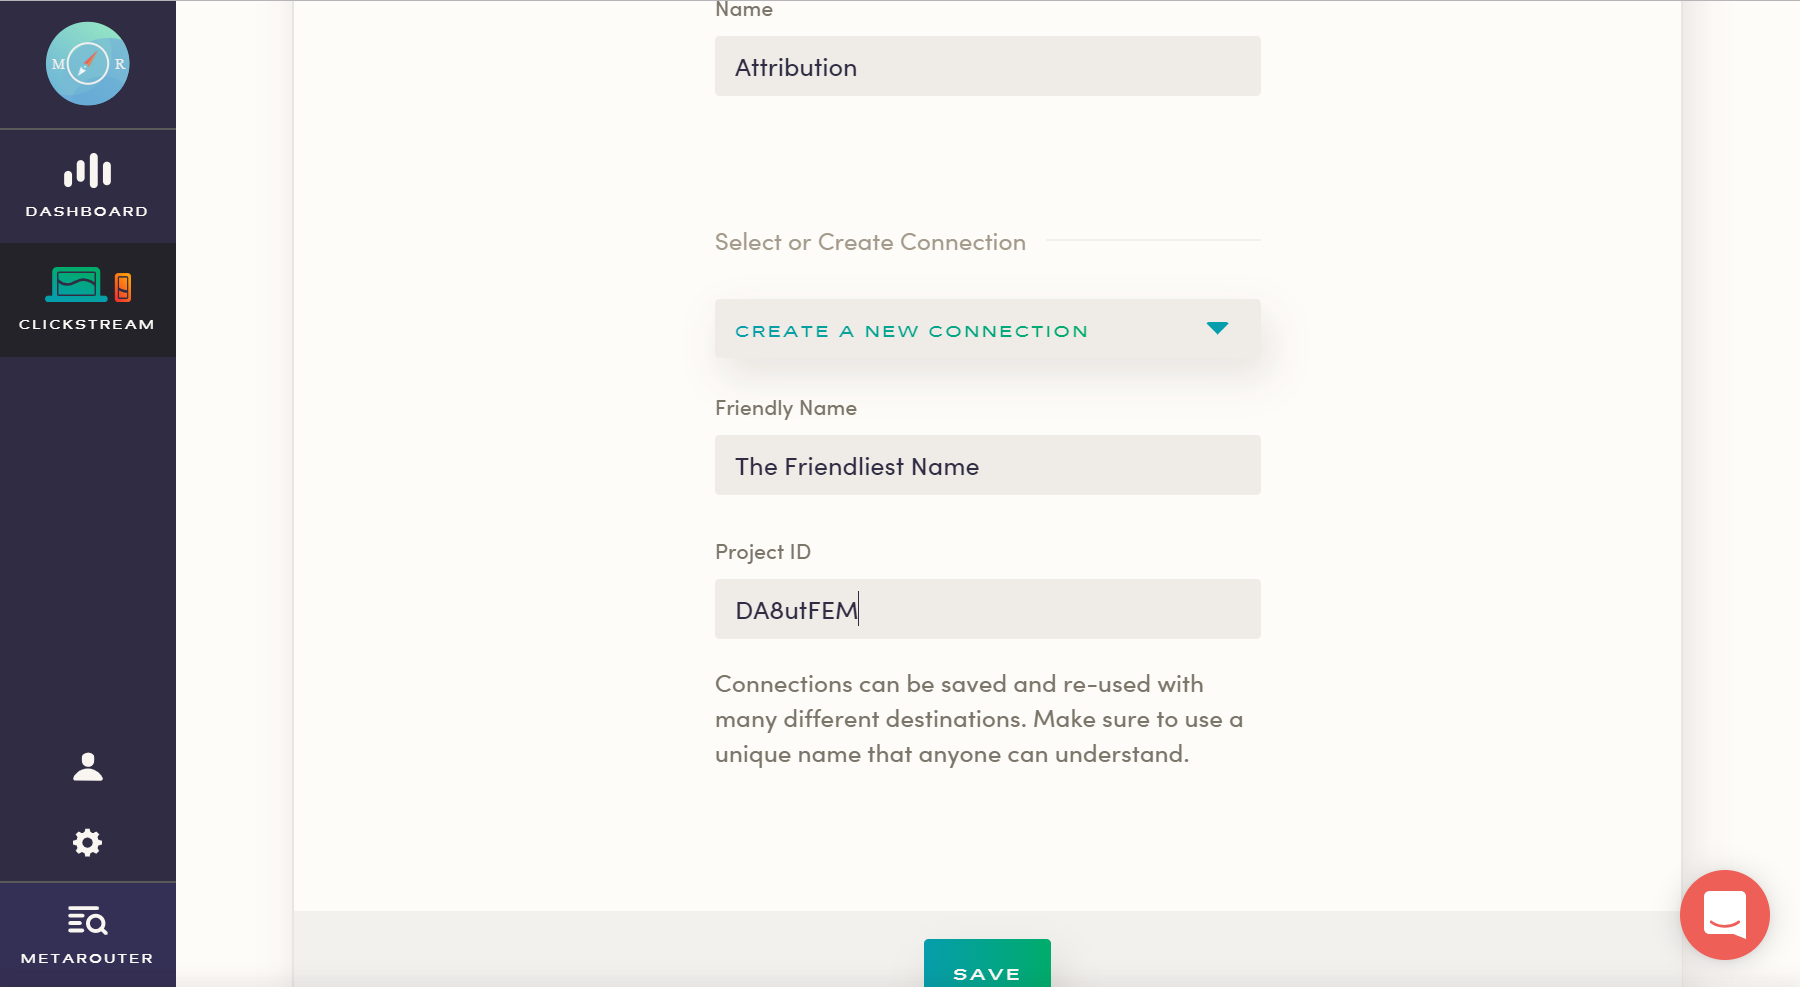 M R
DASHBOARD
CLICKSTREAM
METAROUTER
Name
Attribution
Select or Create Connection
CREATE A NEW CONNECTION
Friendly Name
The Friendliest Name
Project ID
DA8utFEM
Connections can be saved and re-used with
many different destinations. Make sure to use a
unique name that anyone can understand.
SAVE